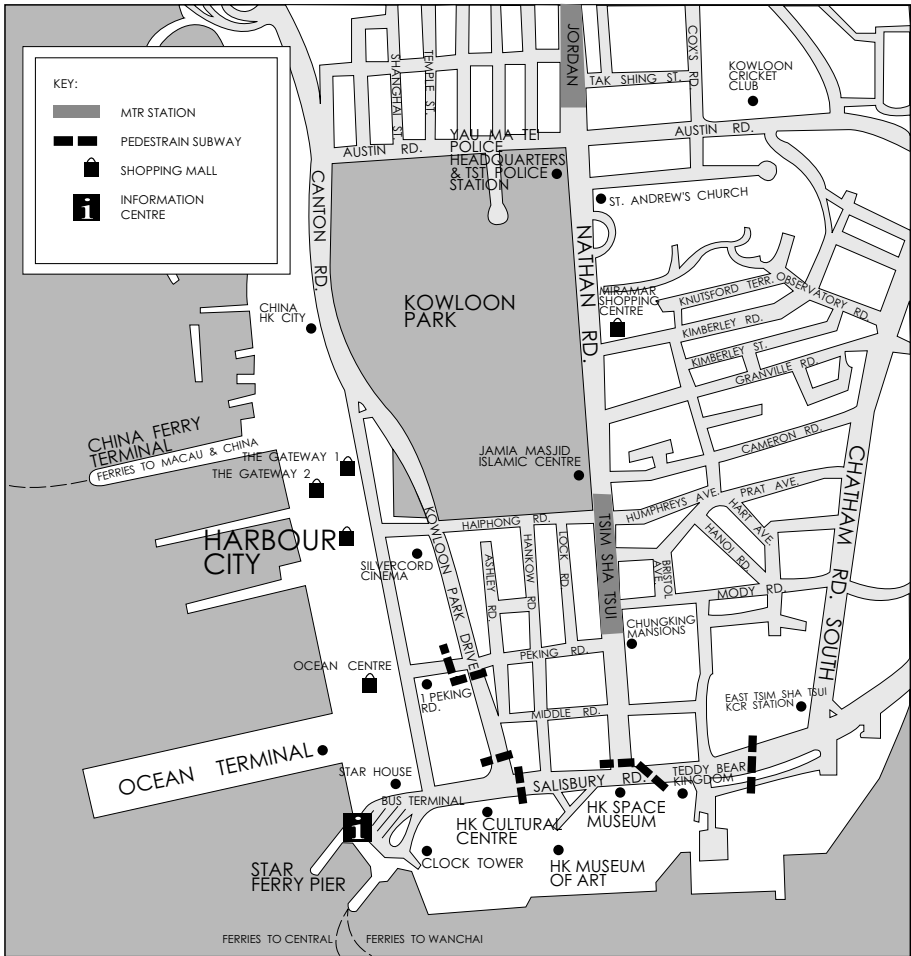 KEY:
MTR STATION
PEDESTRAIN SUBWAY
SHOPPING MALL
i
INFORMATION
CENTRE
JORDAN
COX'S RD.
SHANGHAI ST.
TEMPLE ST.
TAK SHING ST.
KOWLOON
CRICKET
CLUB
AUSTIN RD.
AUSTIN RD.
YAU MA TEI
POLICE
HEADQUARTERS
& TST POLICE
STATION
ST. ANDREW'S CHURCH
CANTON RD.
NATHAN RD.
KOWLOON
PARK
CHINA
HK CITY
MIRAMAR
SHOPPING
CENTRE
KNUTSFORD TERR.
OBSERVATORY RD.
KIMBERLEY RD.
KIMBERLEY ST.
GRANVILLE RD.
CAMERON RD.
CHINA FERRY
TERMINAL
FERRIES TO MACAU & CHINA
THE GATEWAY 1
THE GATEWAY 2
JAMIA MASJID
ISLAMIC CENTRE
CHATHAM RD. SOUTH
HUMPHREYS AVE.
PRAT AVE.
HART AVE.
HANOI RD.
BRISTOL
AVE
MODY RD.
HARBOUR
CITY
HAIPHONG RD.
TSIM SHA TSUI
KOWLOON PARK DRIVE
ASHLEY RD.
HANKOW RD
LOCK RD.
SILVERCORD
CINEMA
CHUNGKING
MANSIONS
PEKING RD.
OCEAN CENTRE
1 PEKING
RD.
MIDDLE RD.
EAST TSIM SHA TSUI
KCR STATION
OCEAN TERMINAL
STAR HOUSE
BUS TERMINAL
SALISBURY RD.
TEDDY BEAR
KINGDOM
i
HK CULTURAL
CENTRE
HK SPACE
MUSEUM
STAR
FERRY PIER
CLOCK TOWER
HK MUSEUM
OF ART
FERRIES TO CENTRAL
FERRIES TO WANCHAI